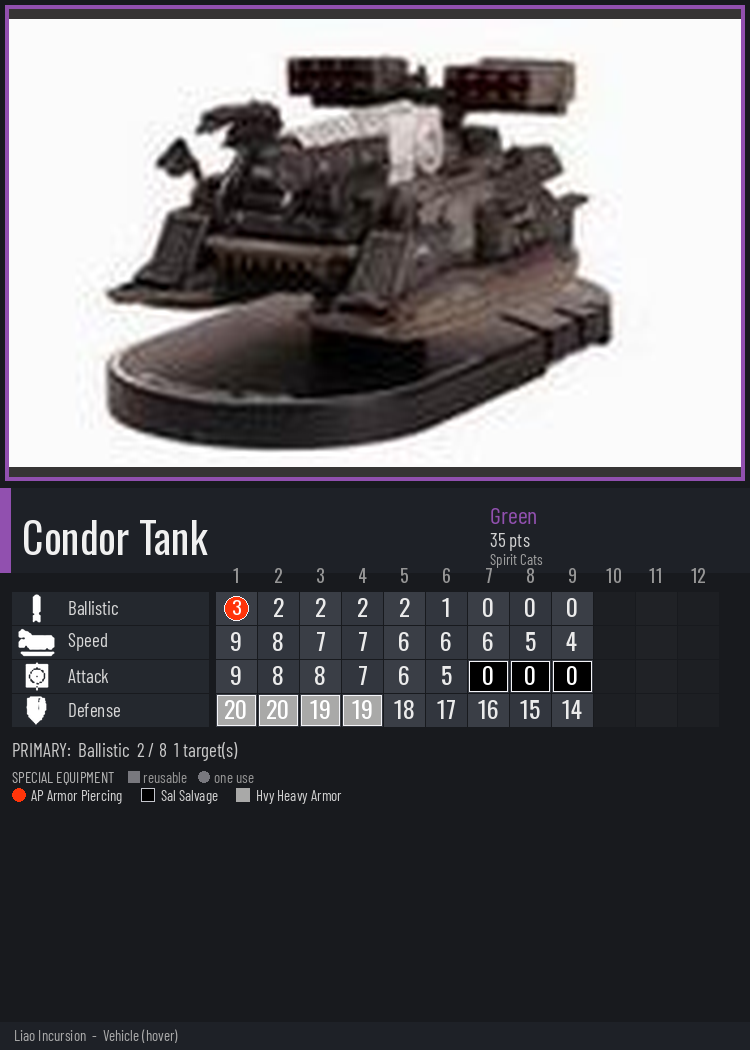 Condor Tank
Green
35 pts
Spirit Cats
1 2 3 4 5 6 7 8 9 10 11 12
Ballistic 3 2 2 2 2 1 0 0 0
Speed 9 8 7 7 6 6 6 5 4
Attack 9 8 8 7 6 5 0 0 0
Defense 20 20 19 19 18 17 16 15 14
PRIMARY: Ballistic 2 / 8 1 target(s)
SPECIAL EQUIPMENT reusable one use
AP Armor Piercing Sal Salvage Hvy Heavy Armor
Liao Incursion - Vehicle (hover)